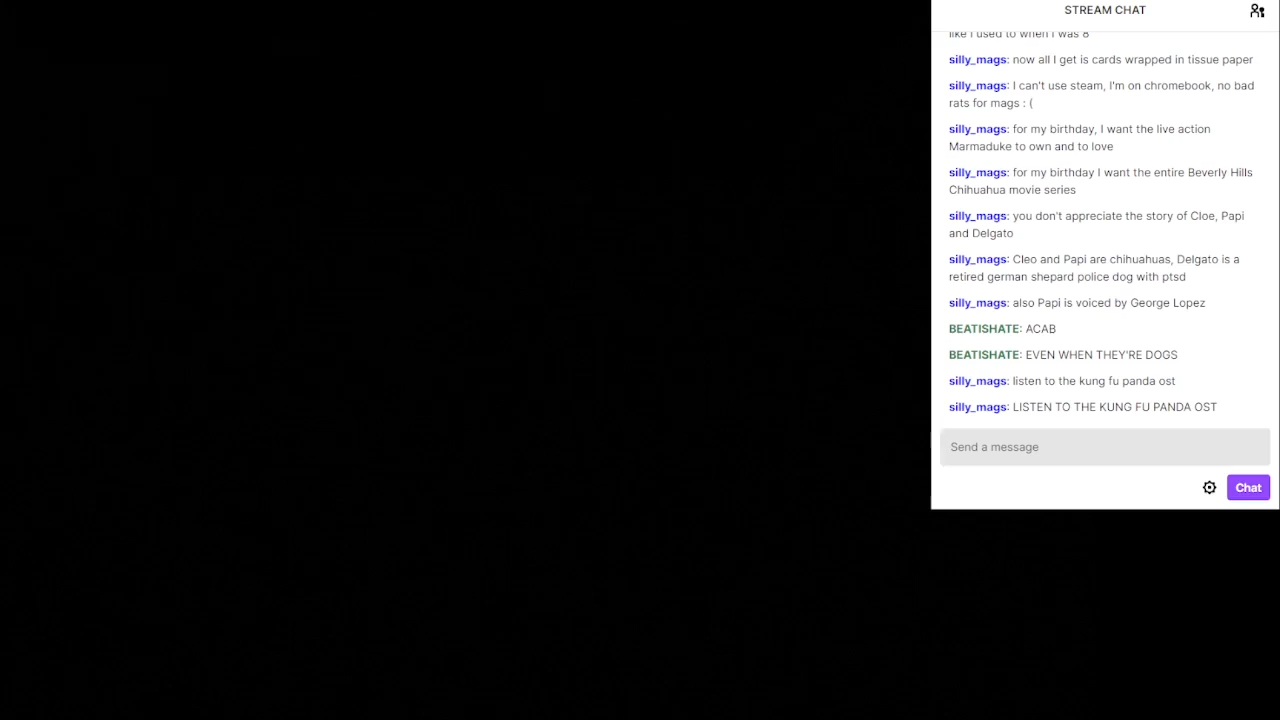 STREAM CHAT
like I used to when I was 8
silly_mags: now all I get is cards wrapped in tissue paper
silly_mags: I can't use steam, I'm on chromebook, no bad
rats for mags : (
silly_mags: for my birthday, I want the live action
Marmaduke to own and to love
silly_mags: for my birthday I want the entire Beverly Hills
Chihuahua movie series
silly_mags: you don't appreciate the story of Cloe, Papi
and Delgato
silly_mags: Cleo and Papi are chihuahuas, Delgato is a
retired german shepard police dog with ptsd
silly_mags: also Papi is voiced by George Lopez
BEATISHATE: ACAB
BEATISHATE: EVEN WHEN THEY'RE DOGS
silly_mags: listen to the kung fu panda ost
silly_mags: LISTEN TO THE KUNG FU PANDA OST
Send a message
Chat